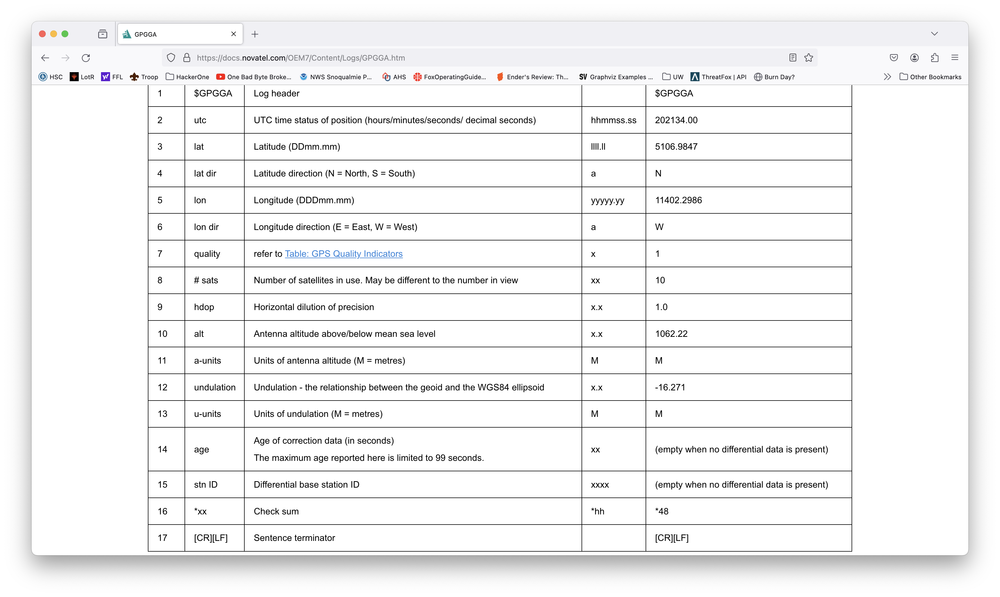 GPGGA
https://docs.novatel.com/OEM7/Content/Logs/GPGGA.htm
HSC LotR FFL Troop HackerOne One Bad Byte Broke... NWS Snoqualmie P... AHS FoxOperatingGuide... Ender's Review: Th... SV Graphviz Examples ... UW ThreatFox | API Burn Day? Other Bookmarks
1 $GPGGA Log header $GPGGA
2 utc UTC time status of position (hours/minutes/seconds/ decimal seconds) hhmmss.ss 202134.00
3 lat Latitude (DDmm.mm) llll.ll 5106.9847
4 lat dir Latitude direction (N = North, S = South) a N
5 lon Longitude (DDDmm.mm) yyyyy.yy 11402.2986
6 lon dir Longitude direction (E = East, W = West) a W
7 quality refer to Table: GPS Quality Indicators x 1
8 # sats Number of satellites in use. May be different to the number in view xx 10
9 hdop Horizontal dilution of precision x.x 1.0
10 alt Antenna altitude above/below mean sea level x.x 1062.22
11 a-units Units of antenna altitude (M = metres) M M
12 undulation Undulation - the relationship between the geoid and the WGS84 ellipsoid x.x -16.271
13 u-units Units of undulation (M = metres) M M
14 age Age of correction data (in seconds) xx (empty when no differential data is present)
The maximum age reported here is limited to 99 seconds.
15 stn ID Differential base station ID xxxx (empty when no differential data is present)
16 *xx Check sum *hh *48
17 [CR][LF] Sentence terminator [CR][LF]